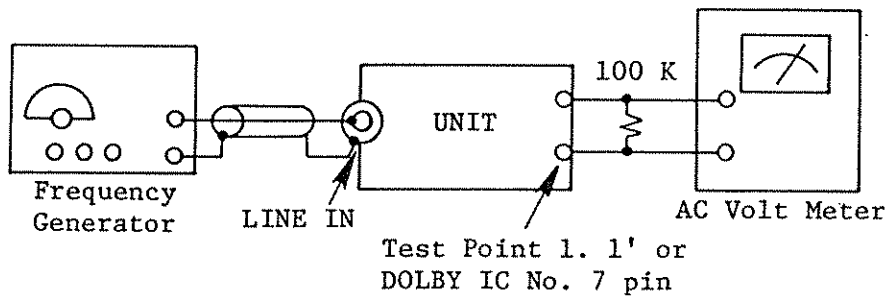 100 K
UNIT
Frequency
Generator
LINE IN
AC Volt Meter
Test Point 1. 1' or
DOLBY IC No. 7 pin